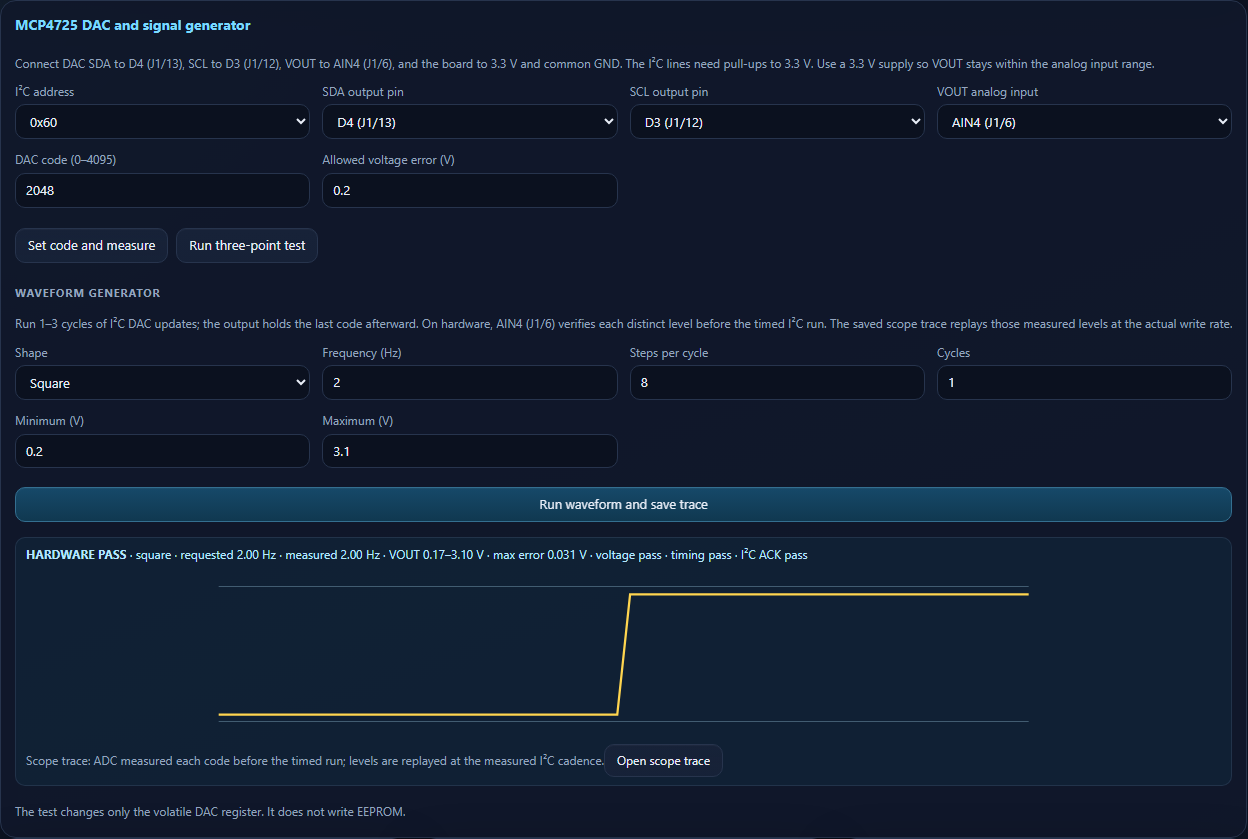 MCP4725 DAC and signal generator
Connect DAC SDA to D4 (J1/13), SCL to D3 (J1/12), VOUT to AIN4 (J1/6), and the board to 3.3 V and common GND. The I²C lines need pull-ups to 3.3 V. Use a 3.3 V supply so VOUT stays within the analog input range.
I²C address SDA output pin SCL output pin VOUT analog input
0x60 D4 (J1/13) D3 (J1/12) AIN4 (J1/6)
DAC code (0–4095) Allowed voltage error (V)
2048 0.2
Set code and measure Run three-point test
WAVEFORM GENERATOR
Run 1–3 cycles of I²C DAC updates; the output holds the last code afterward. On hardware, AIN4 (J1/6) verifies each distinct level before the timed I²C run. The saved scope trace replays those measured levels at the actual write rate.
Shape Frequency (Hz) Steps per cycle Cycles
Square 2 8 1
Minimum (V) Maximum (V)
0.2 3.1
Run waveform and save trace
HARDWARE PASS · square · requested 2.00 Hz · measured 2.00 Hz · VOUT 0.17–3.10 V · max error 0.031 V · voltage pass · timing pass · I²C ACK pass
Scope trace: ADC measured each code before the timed run; levels are replayed at the measured I²C cadence. Open scope trace
The test changes only the volatile DAC register. It does not write EEPROM.